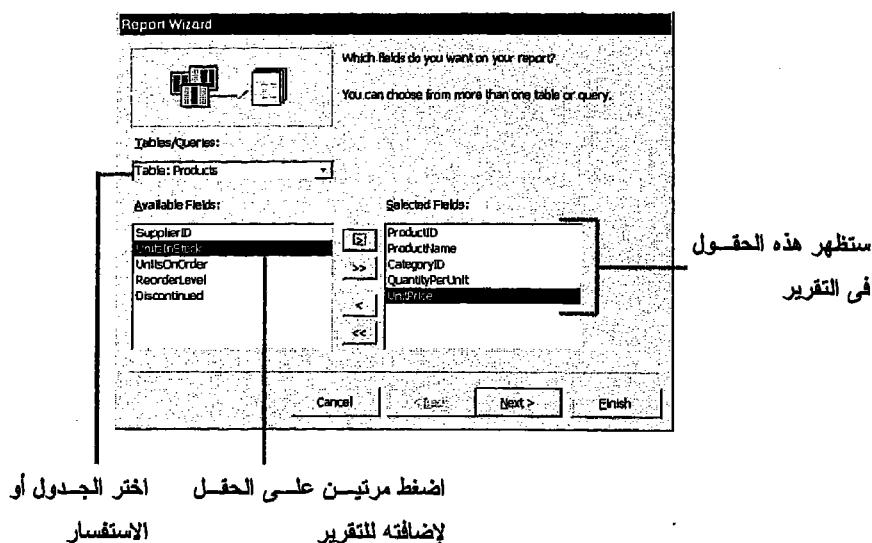 Report Wizard
Which fields do you want on your report?
You can choose from more than one table or query.
Tables/Queries:
Table: Products
Available Fields:
SupplierID
UnitsInStock
UnitsOnOrder
ReorderLevel
Discontinued
>
>>
<
<<
Selected Fields:
ProductID
ProductName
CategoryID
QuantityPerUnit
UnitPrice
ستظهر هذه الحقول
فى التقرير
Cancel
< Back
Next >
Finish
اضغط مرتين على الحقل
لإضافته للتقرير
اختر الجدول أو
الاستفسار